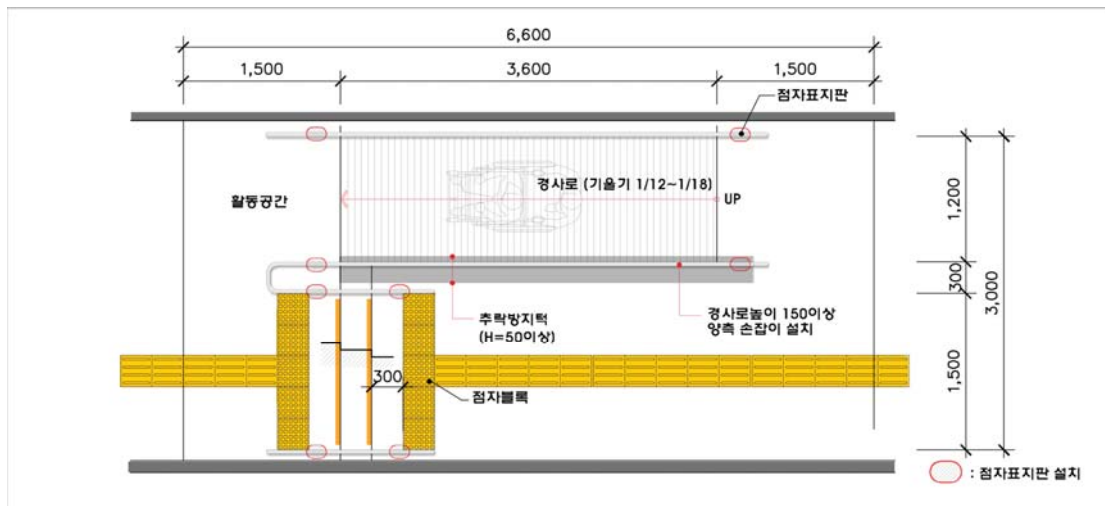 6,600
1,500
3,600
1,500
점자표지판
경사로 (기울기 1/12~1/18)
UP
활동공간
1,200
300
3,000
1,500
추락방지턱
(H=50이상)
경사로높이 150이상
양측 손잡이 설치
300
점자블록
: 점자표지판 설치